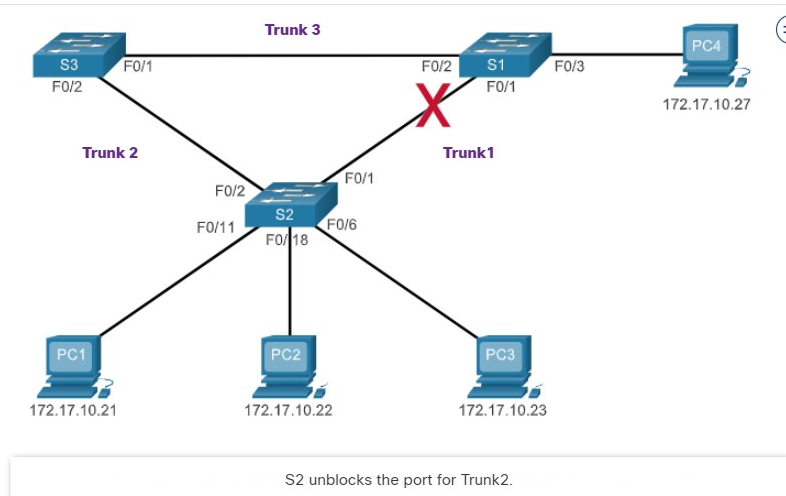 Trunk 3
S3
F0/1
F0/2
S1
F0/3
PC4
F0/2
F0/1
172.17.10.27
Trunk 2
Trunk1
F0/2
F0/1
S2
F0/11
F0/18
F0/6
PC1
PC2
PC3
172.17.10.21
172.17.10.22
172.17.10.23
S2 unblocks the port for Trunk2.